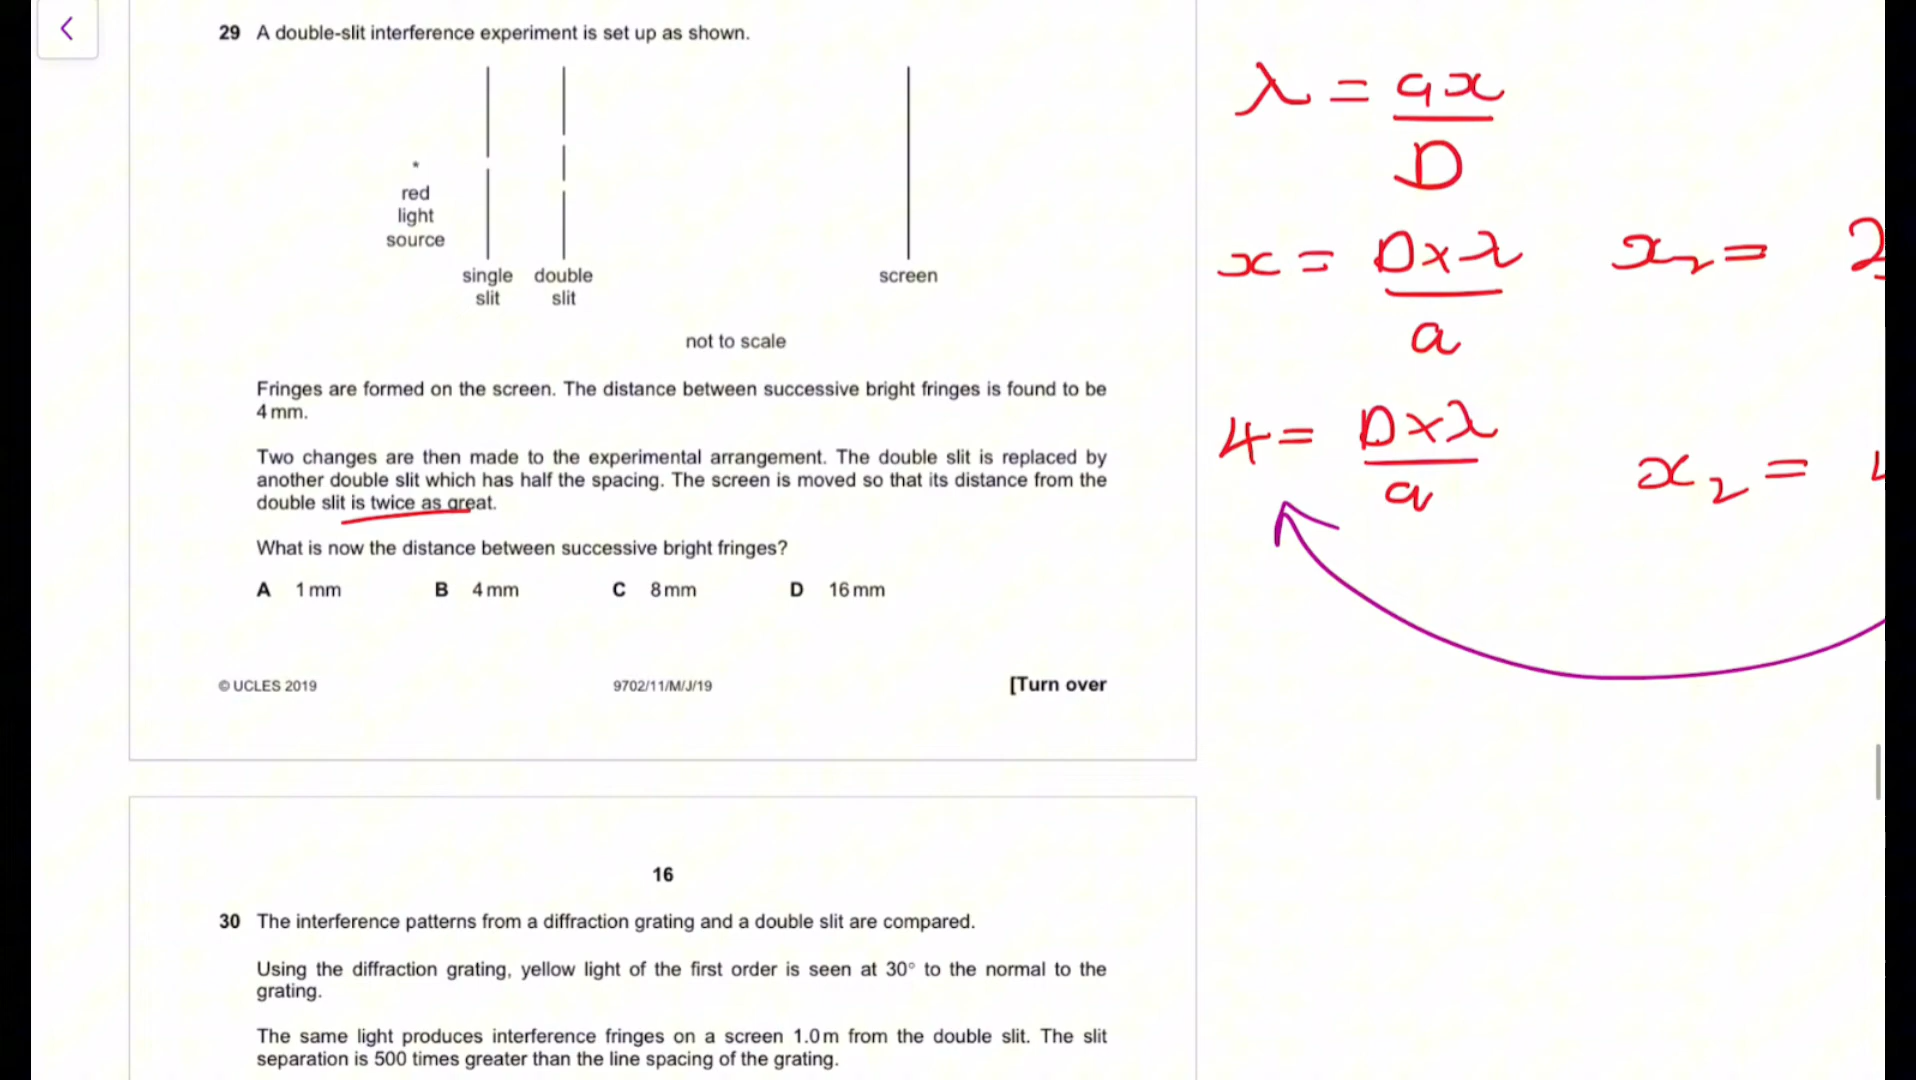 29 A double-slit interference experiment is set up as shown.
red
light
source
single
slit
double
slit
screen
not to scale
Fringes are formed on the screen. The distance between successive bright fringes is found to be
4 mm.
Two changes are then made to the experimental arrangement. The double slit is replaced by
another double slit which has half the spacing. The screen is moved so that its distance from the
double slit is twice as great.
What is now the distance between successive bright fringes?
A 1 mm B 4 mm C 8 mm D 16 mm
© UCLES 2019 9702/11/M/J/19 [Turn over
16
30 The interference patterns from a diffraction grating and a double slit are compared.
Using the diffraction grating, yellow light of the first order is seen at 30° to the normal to the
grating.
The same light produces interference fringes on a screen 1.0 m from the double slit. The slit
separation is 500 times greater than the line spacing of the grating.
λ = ax
D
x = D×λ
a
x₂ = 2
4 = D×λ
a
x₂ =